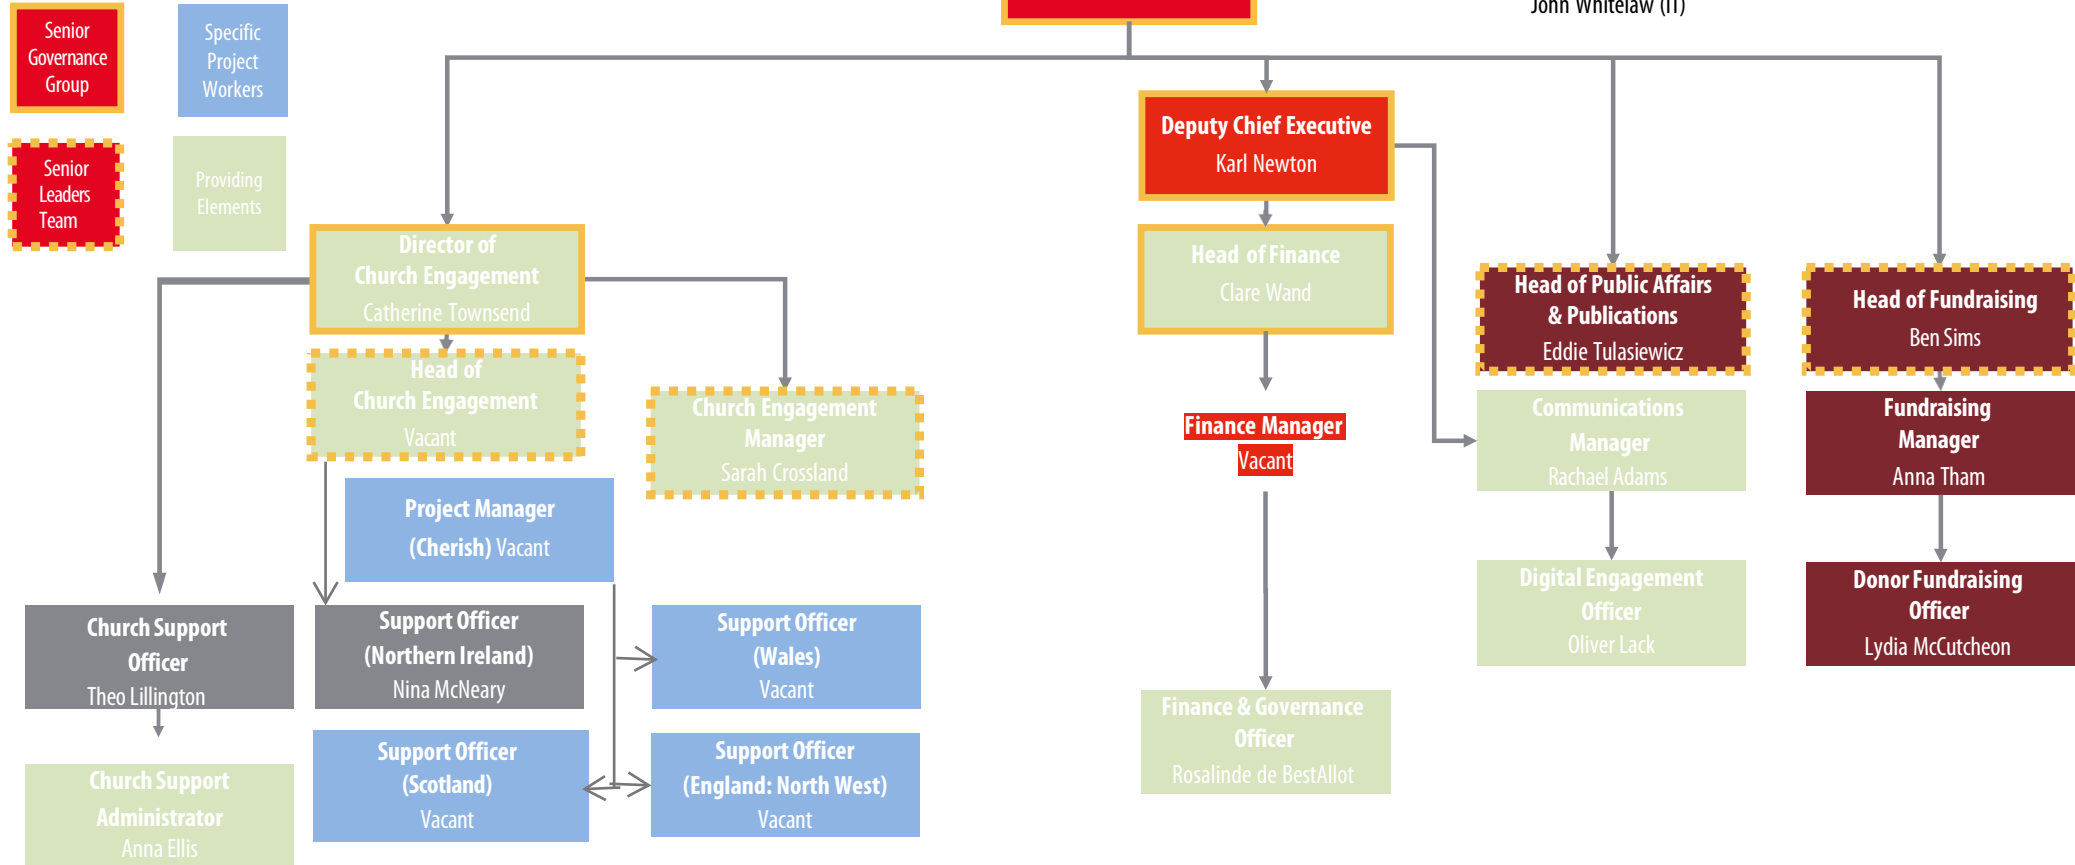 John Whitelaw (IT)
Senior
Governance
Group
Specific
Project
Workers
Senior
Leaders
Team
Providing
Elements
Deputy Chief Executive
Karl Newton
Director of
Church Engagement
Catherine Townsend
Head of Finance
Clare Wand
Head of Public Affairs
& Publications
Eddie Tulasiewicz
Head of Fundraising
Ben Sims
Head of
Church Engagement
Vacant
Church Engagement
Manager
Sarah Crossland
Finance Manager
Vacant
Communications
Manager
Rachael Adams
Fundraising
Manager
Anna Tham
Project Manager
(Cherish) Vacant
Church Support
Officer
Theo Lillington
Support Officer
(Northern Ireland)
Nina McNeary
Support Officer
(Wales)
Vacant
Digital Engagement
Officer
Oliver Lack
Donor Fundraising
Officer
Lydia McCutcheon
Church Support
Administrator
Anna Ellis
Support Officer
(Scotland)
Vacant
Support Officer
(England: North West)
Vacant
Finance & Governance
Officer
Rosalinde de BestAllot